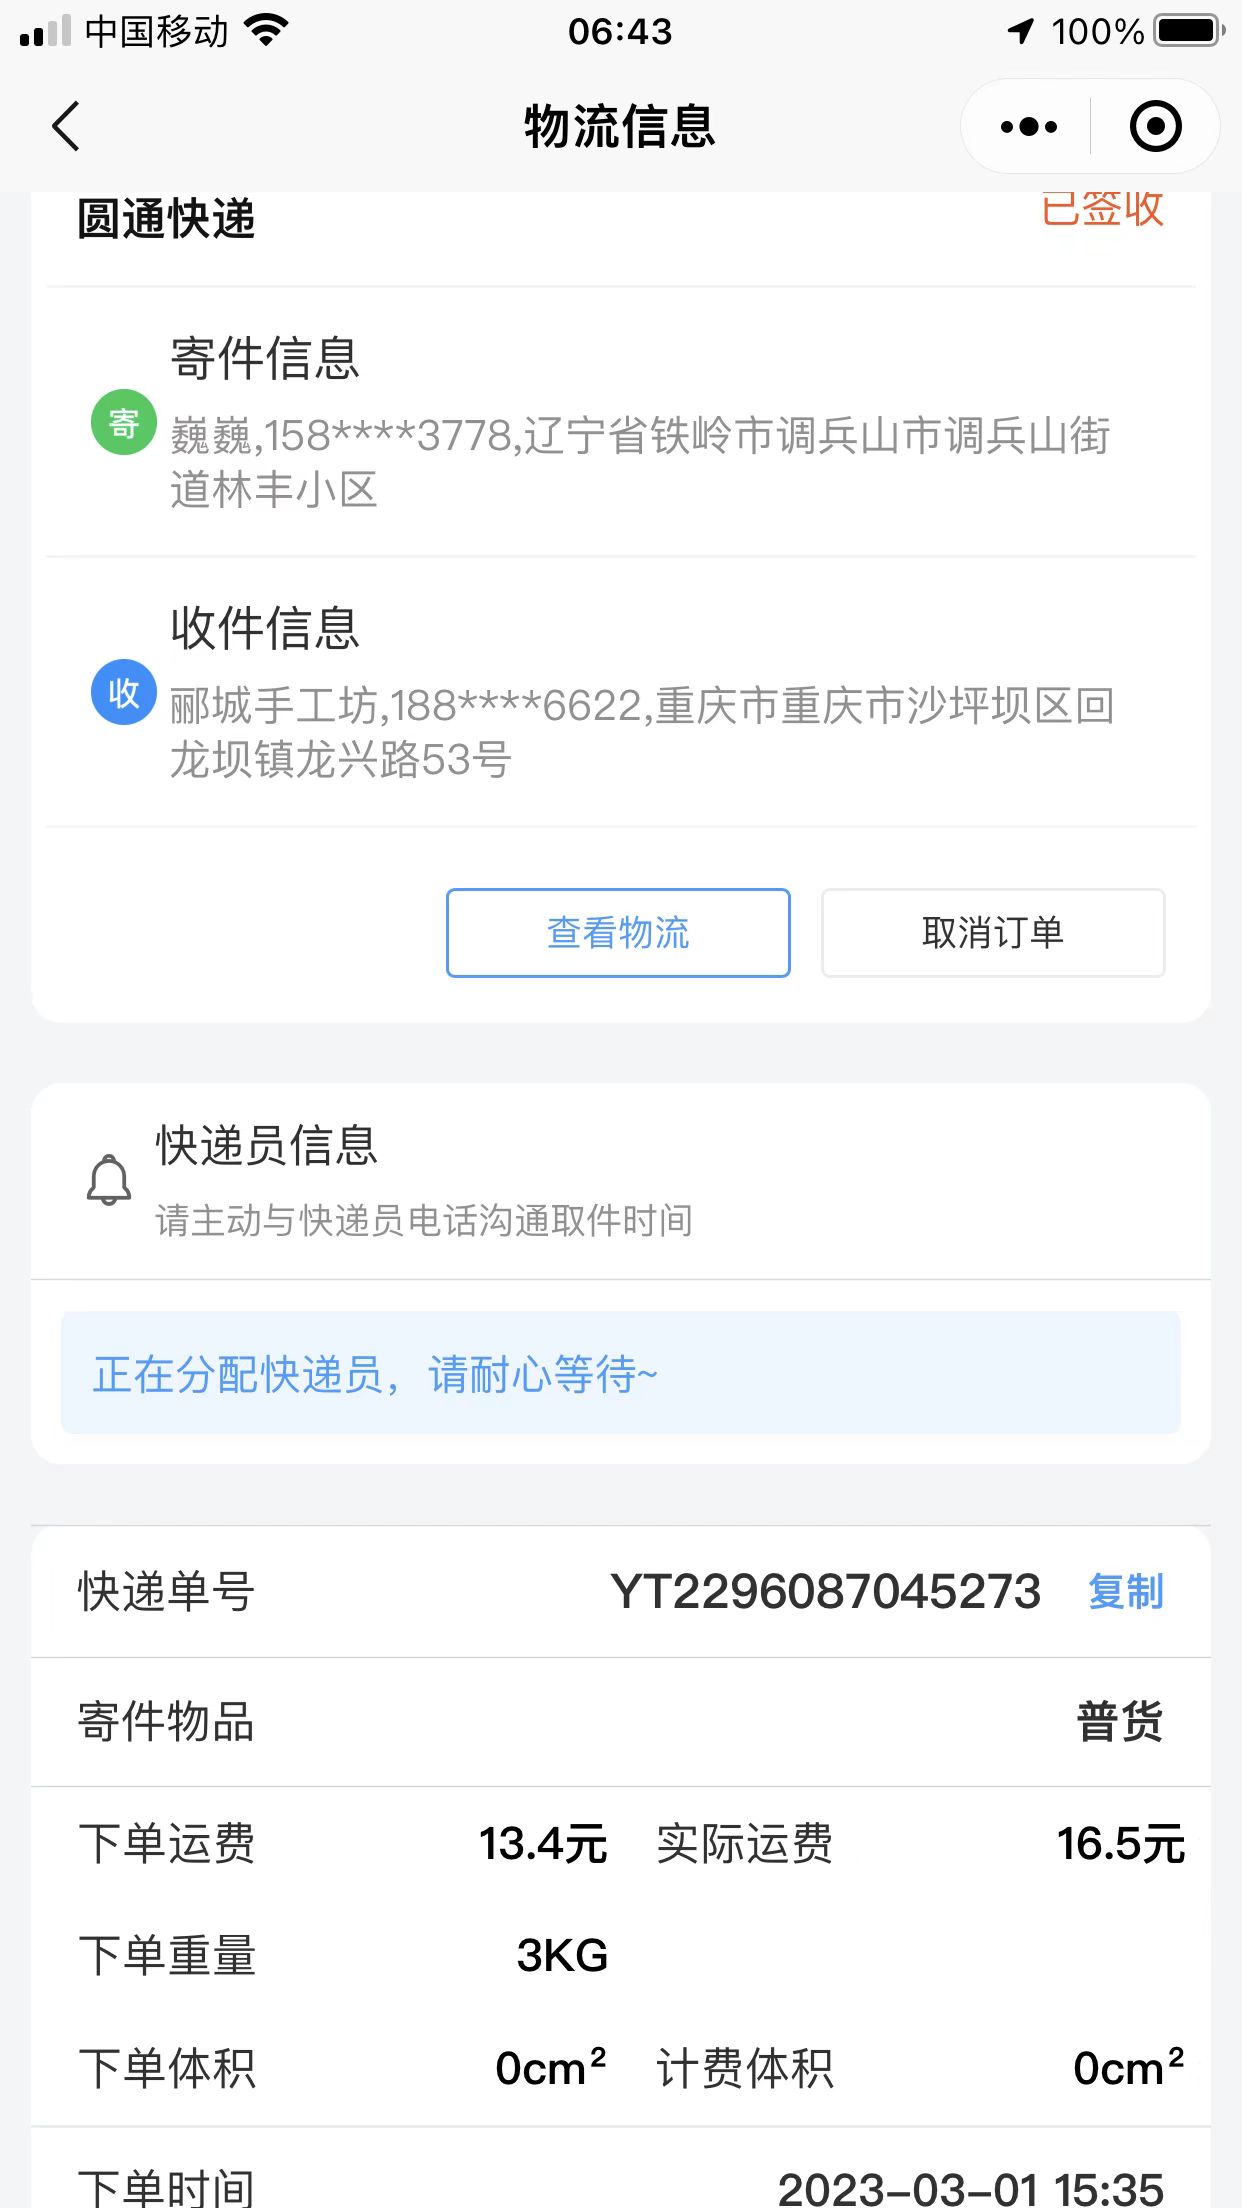 中国移动
06:43
100%
物流信息
圆通快递
已签收
寄件信息
寄
巍巍,158****3778,辽宁省铁岭市调兵山市调兵山街
道林丰小区
收件信息
收
郦城手工坊,188****6622,重庆市重庆市沙坪坝区回
龙坝镇龙兴路53号
查看物流
取消订单
快递员信息
请主动与快递员电话沟通取件时间
正在分配快递员，请耐心等待~
快递单号
YT2296087045273
复制
寄件物品
普货
下单运费
13.4元
实际运费
16.5元
下单重量
3KG
下单体积
0cm²
计费体积
0cm²
下单时间
2023-03-01 15:35